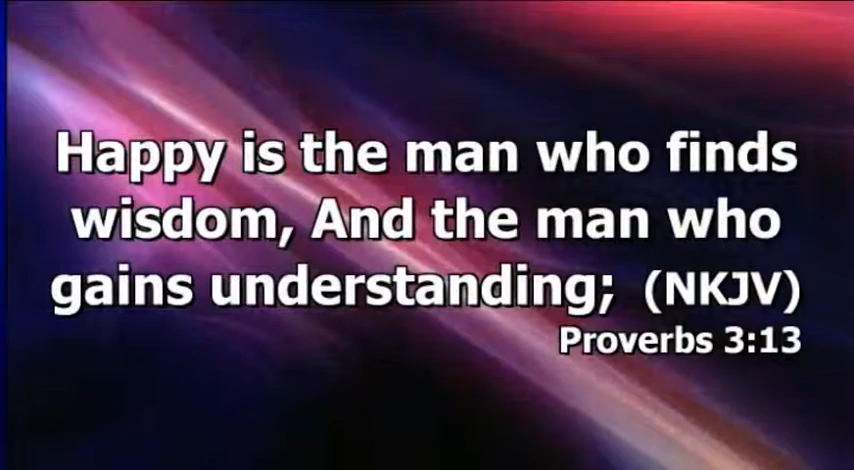 Happy is the man who finds
wisdom, And the man who
gains understanding; (NKJV)
Proverbs 3:13